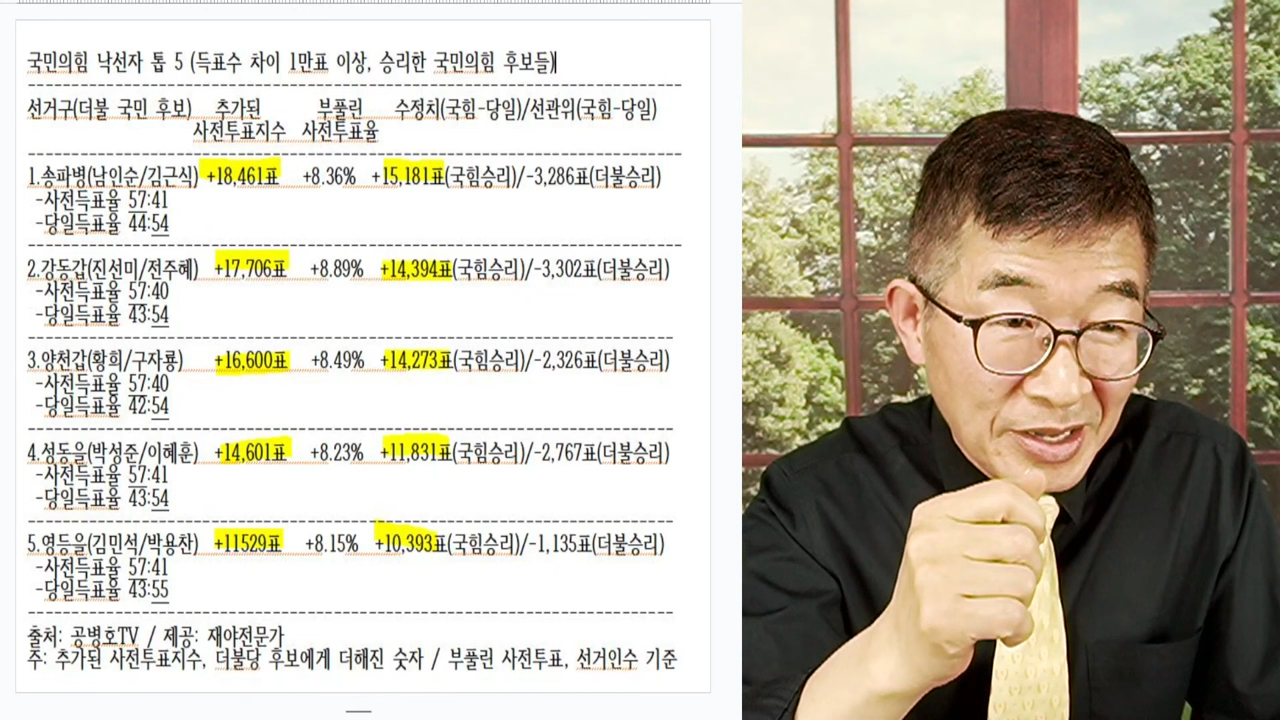 국민의힘 낙선자 톱 5 (득표수 차이 1만표 이상, 승리한 국민의힘 후보들)
선거구(더불 국민 후보) 추가된 부풀린 수정치(국힘-당일)/선관위(국힘-당일)
사전투표지수 사전투표율
1.송파병(남인순/김근식) +18,461표 +8.36% +15,181표(국힘승리)/-3,286표(더불승리)
-사전득표율 57:41
-당일득표율 44:54
2.강동갑(진선미/전주혜) +17,706표 +8.89% +14,394표(국힘승리)/-3,302표(더불승리)
-사전득표율 57:40
-당일득표율 43:54
3.양천갑(황희/구자룡) +16,600표 +8.49% +14,273표(국힘승리)/-2,326표(더불승리)
-사전득표율 57:40
-당일득표율 42:54
4.성동을(박성준/이혜훈) +14,601표 +8.23% +11,831표(국힘승리)/-2,767표(더불승리)
-사전득표율 57:41
-당일득표율 43:54
5.영등을(김민석/박용찬) +11529표 +8.15% +10,393표(국힘승리)/-1,135표(더불승리)
-사전득표율 57:41
-당일득표율 43:55
출처: 공병호TV / 제공: 재야전문가
주: 추가된 사전투표지수, 더불당 후보에게 더해진 숫자 / 부풀린 사전투표, 선거인수 기준